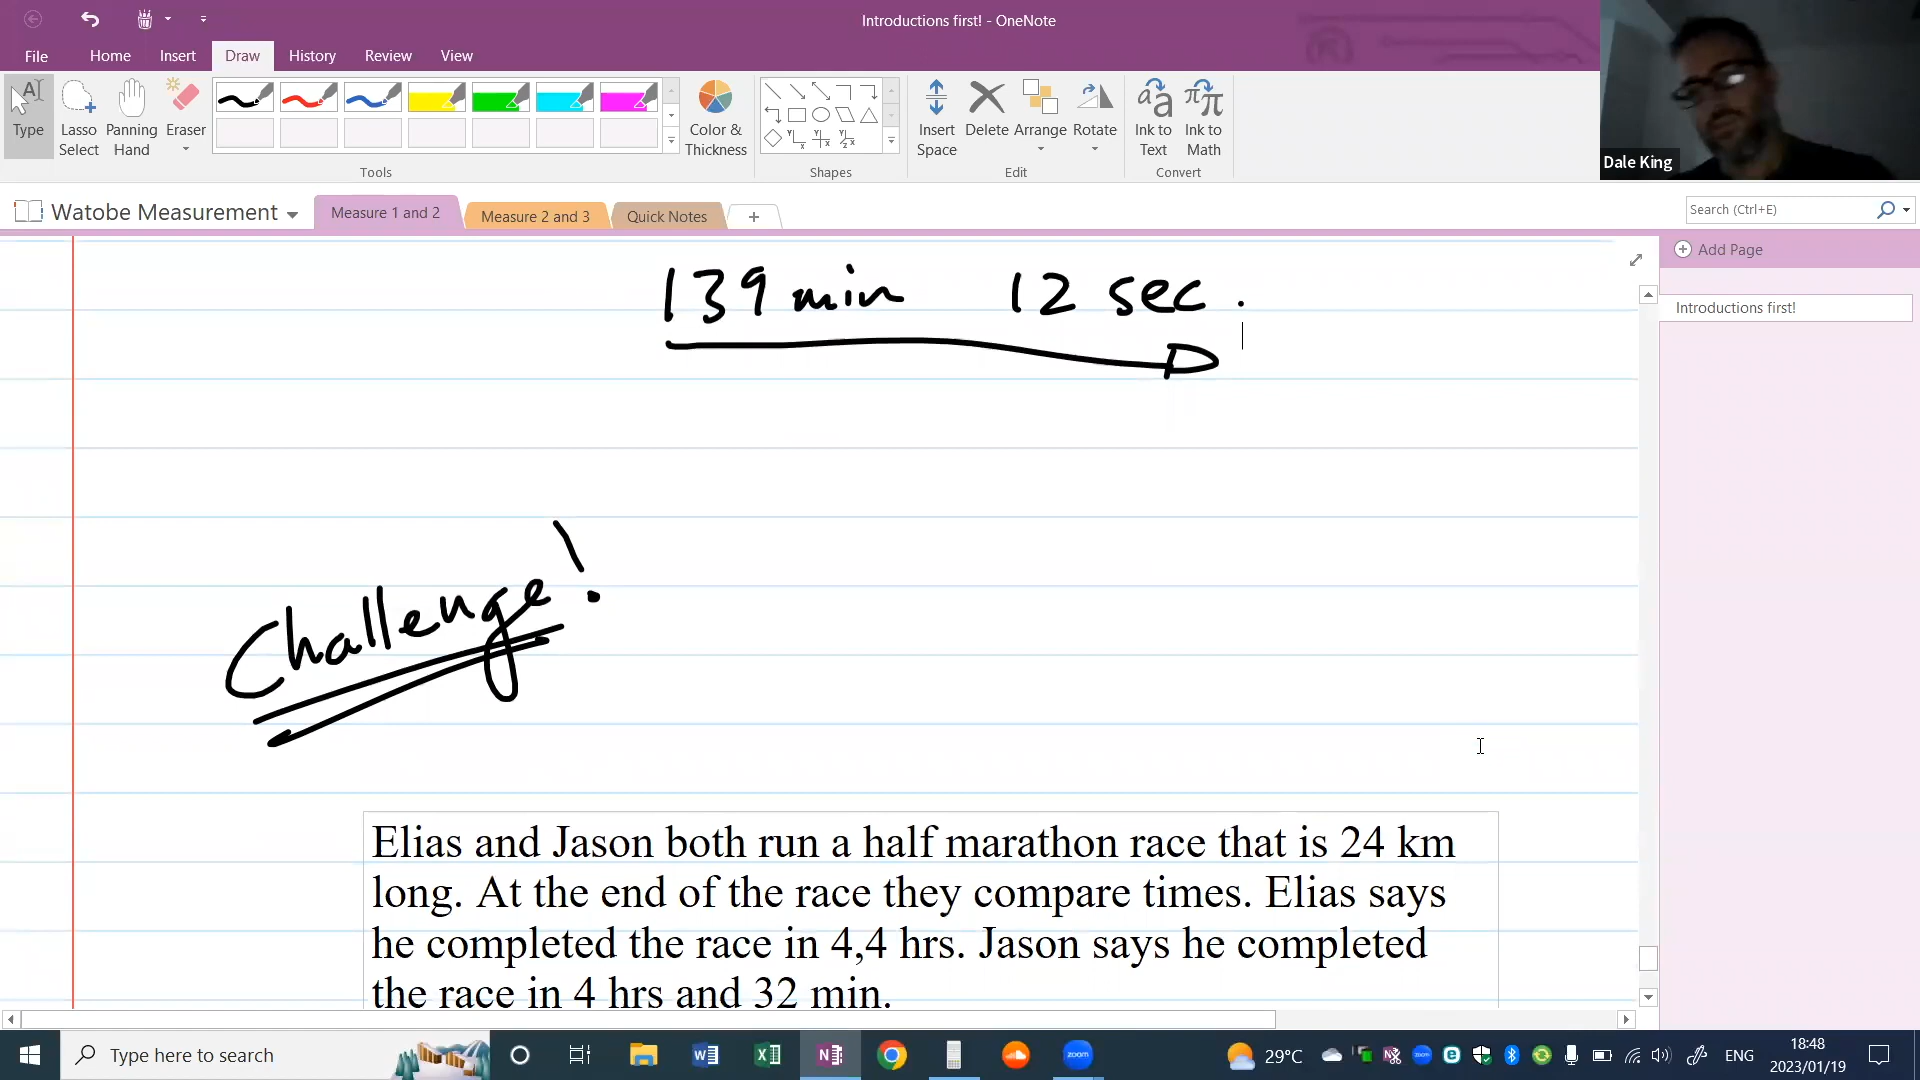 Introductions first! - OneNote
File Home Insert Draw History Review View
Type
Lasso Select
Panning Hand
Eraser
Color & Thickness
Insert Space
Delete
Arrange
Rotate
Ink to Text
Ink to Math
Tools
Shapes
Edit
Convert
Dale King
Watobe Measurement
Measure 1 and 2
Measure 2 and 3
Quick Notes
+
Search (Ctrl+E)
Add Page
Introductions first!
139 min 12 sec.
Challenge!
Elias and Jason both run a half marathon race that is 24 km
long. At the end of the race they compare times. Elias says
he completed the race in 4,4 hrs. Jason says he completed
the race in 4 hrs and 32 min.
Type here to search
zoom
29°C
ENG
18:48
2023/01/19